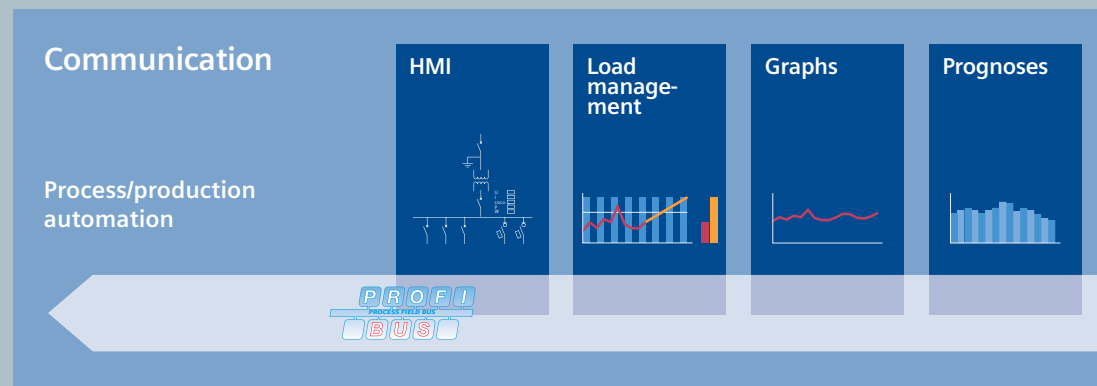 Communication
HMI
Load
manage-
ment
Graphs
Prognoses
Process/production
automation
PROFI
PROCESS FIELD BUS
BUS